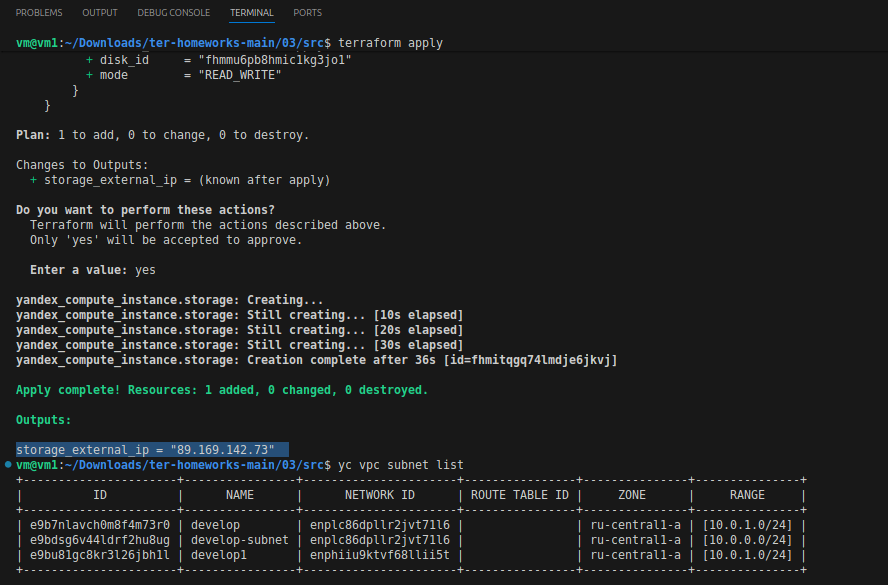 PROBLEMS OUTPUT DEBUG CONSOLE TERMINAL PORTS
vm@vm1:~/Downloads/ter-homeworks-main/03/src$ terraform apply
+ disk_id     = "fhmmu6pb8hmic1kg3jo1"
+ mode        = "READ_WRITE"
}
}
Plan: 1 to add, 0 to change, 0 to destroy.
Changes to Outputs:
+ storage_external_ip = (known after apply)
Do you want to perform these actions?
Terraform will perform the actions described above.
Only 'yes' will be accepted to approve.
Enter a value: yes
yandex_compute_instance.storage: Creating...
yandex_compute_instance.storage: Still creating... [10s elapsed]
yandex_compute_instance.storage: Still creating... [20s elapsed]
yandex_compute_instance.storage: Still creating... [30s elapsed]
yandex_compute_instance.storage: Creation complete after 36s [id=fhmitqgq74lmdje6jkvj]
Apply complete! Resources: 1 added, 0 changed, 0 destroyed.
Outputs:
storage_external_ip = "89.169.142.73"
vm@vm1:~/Downloads/ter-homeworks-main/03/src$ yc vpc subnet list
+----------------------+----------------+----------------------+----------------+---------------+---------------+
|          ID          |      NAME      |      NETWORK ID      | ROUTE TABLE ID |     ZONE      |     RANGE     |
+----------------------+----------------+----------------------+----------------+---------------+---------------+
| e9b7nlavch0m8f4m73r0 | develop        | enplc86dpllr2jvt71l6 |                | ru-central1-a | [10.0.1.0/24] |
| e9bdsg6v44ldrf2hu8ug | develop-subnet | enplc86dpllr2jvt71l6 |                | ru-central1-a | [10.0.0.0/24] |
| e9bu81gc8kr3l26jbh1l | develop1       | enphiiu9ktvf68llii5t |                | ru-central1-a | [10.0.1.0/24] |
+----------------------+----------------+----------------------+----------------+---------------+---------------+